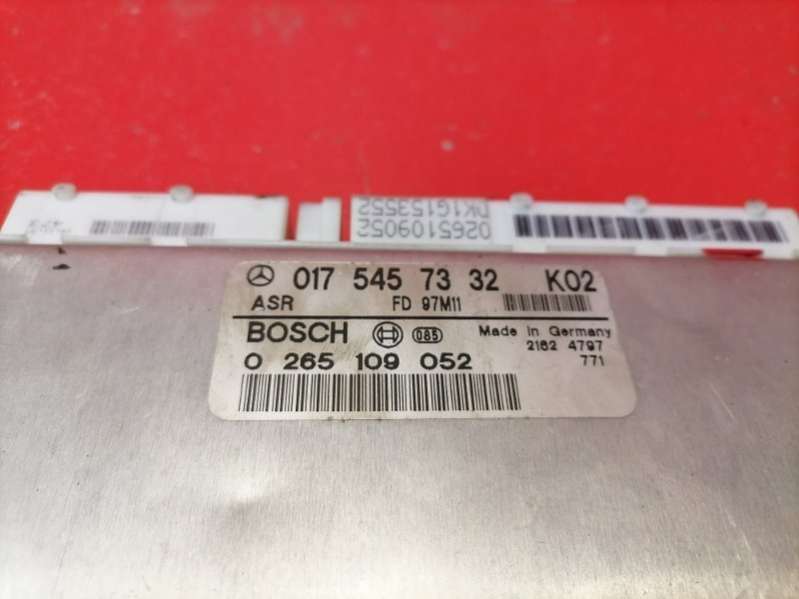 0265109052
DK1G153552
017 545 73 32 K02
ASR FD 97M11
BOSCH 085 Made in Germany
2162 4797
0 265 109 052 771